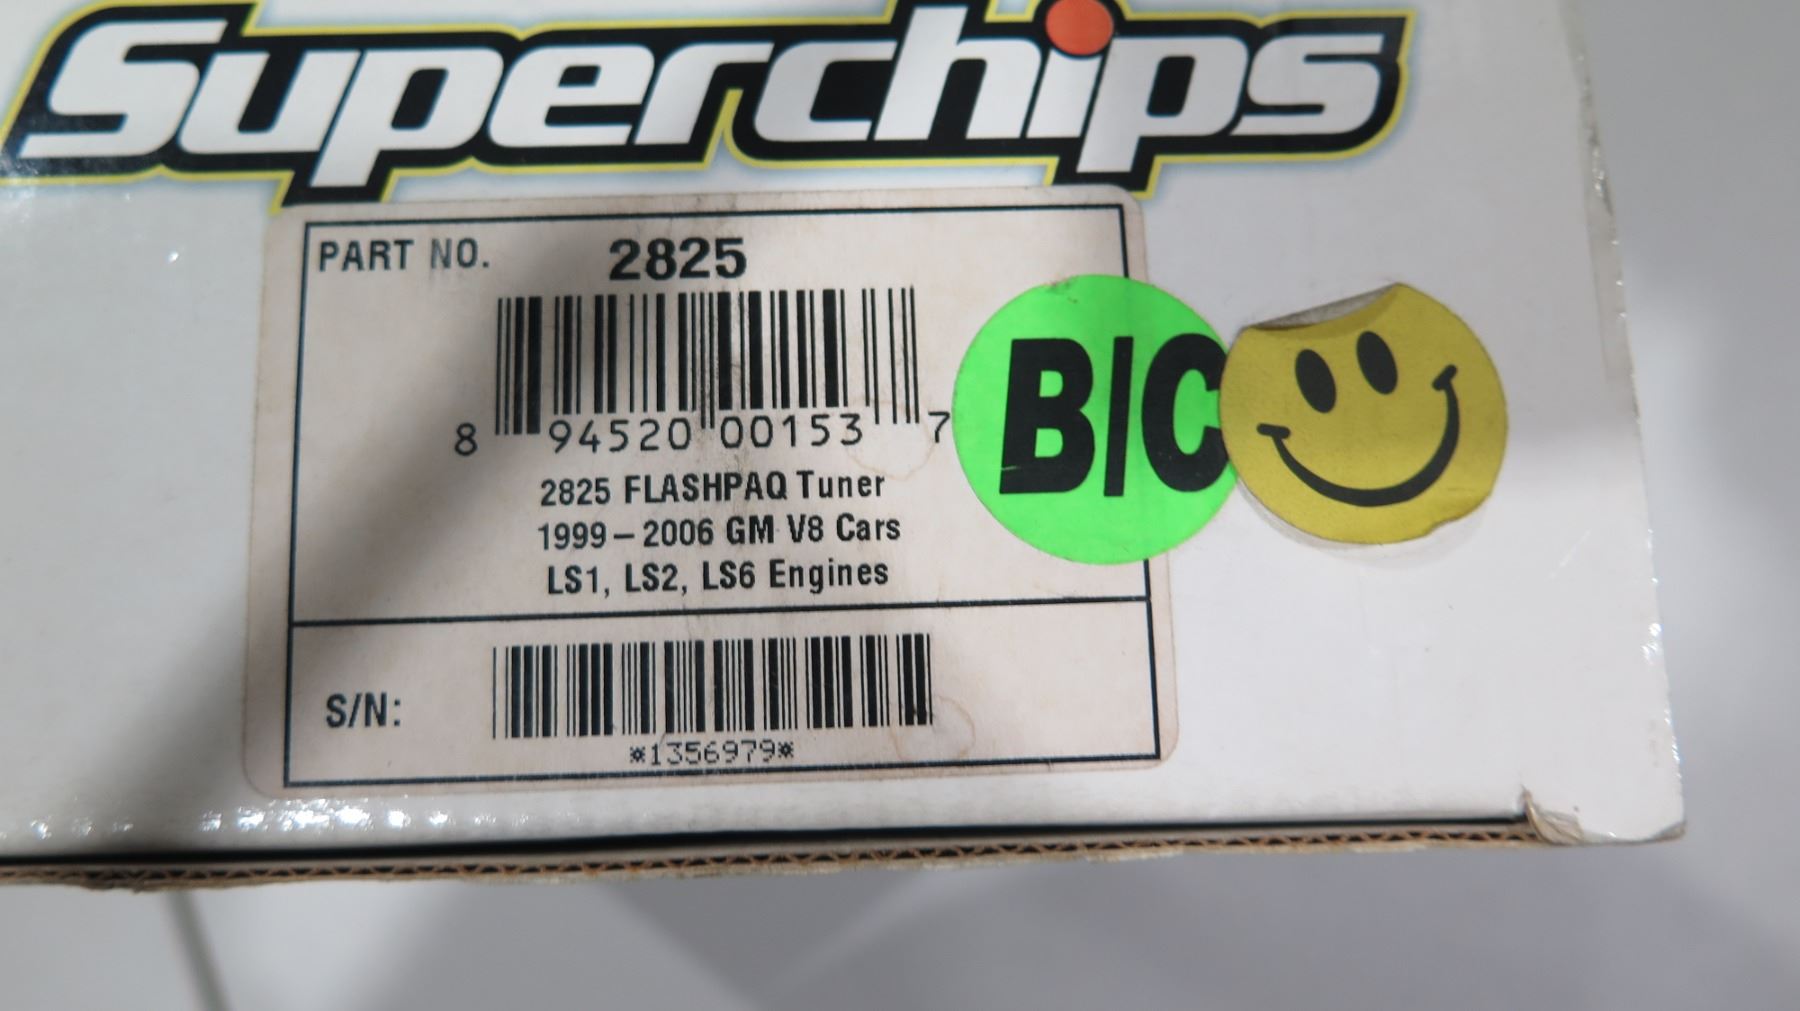 Superchips
PART NO. 2825
8 94520 00153 7
B/C
2825 FLASHPAQ Tuner
1999-2006 GM V8 Cars
LS1, LS2, LS6 Engines
S/N:
*1356979*